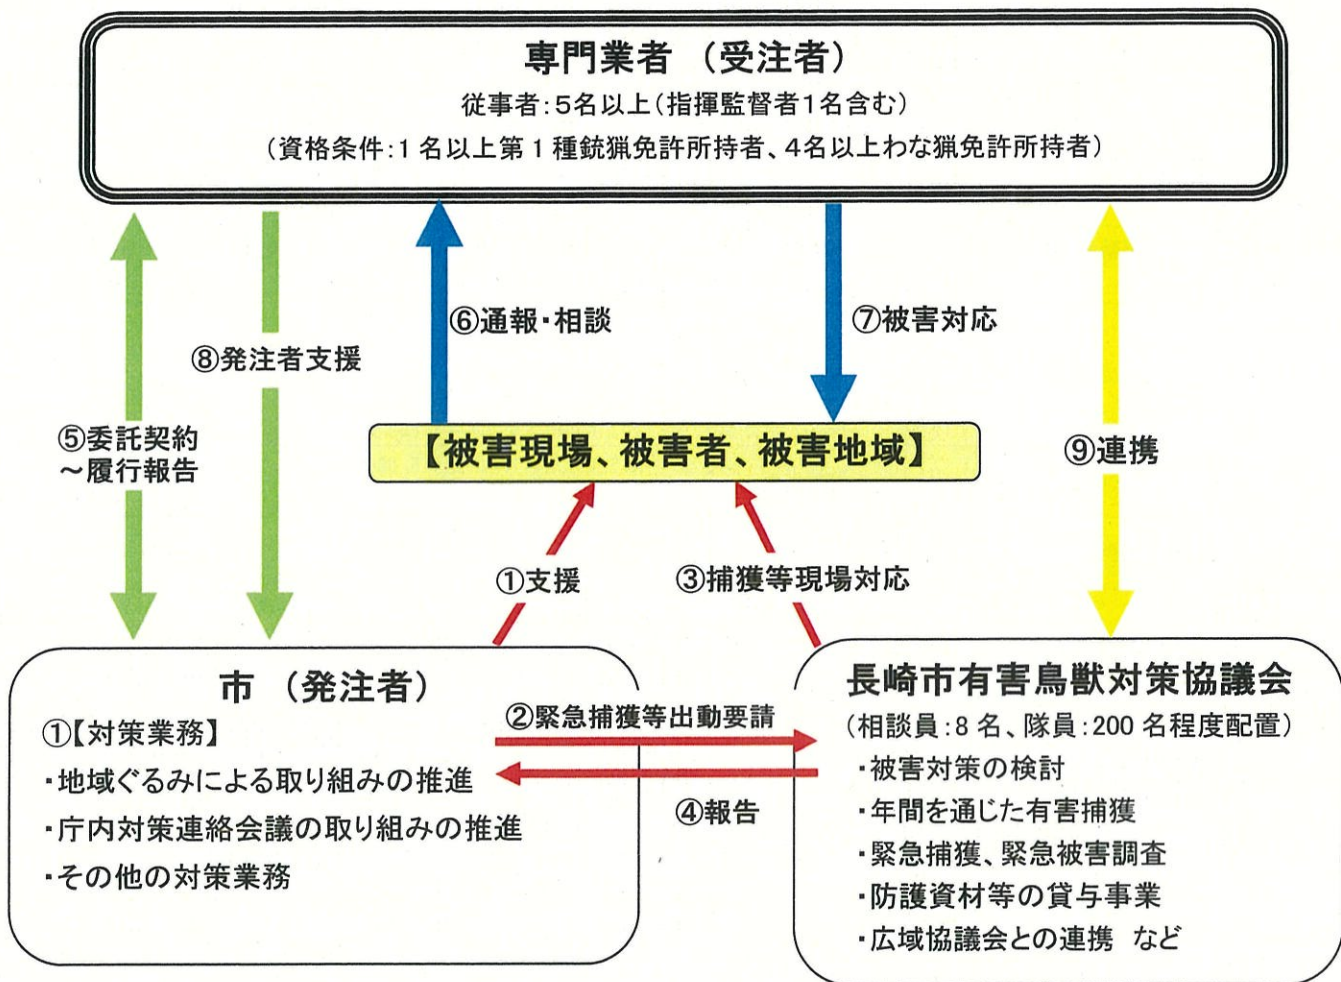 専門業者 (受注者)
従事者:5名以上(指揮監督者1名含む)
(資格条件:1名以上第1種銃猟免許所持者、4名以上わな猟免許所持者)
⑥通報・相談
⑦被害対応
⑧発注者支援
⑤委託契約
～履行報告
【被害現場、被害者、被害地域】
⑨連携
①支援
③捕獲等現場対応
市 (発注者)
①【対策業務】
・地域ぐるみによる取り組みの推進
・庁内対策連絡会議の取り組みの推進
・その他の対策業務
②緊急捕獲等出動要請
④報告
長崎市有害鳥獣対策協議会
(相談員:8名、隊員:200名程度配置)
・被害対策の検討
・年間を通じた有害捕獲
・緊急捕獲、緊急被害調査
・防護資材等の貸与事業
・広域協議会との連携 など